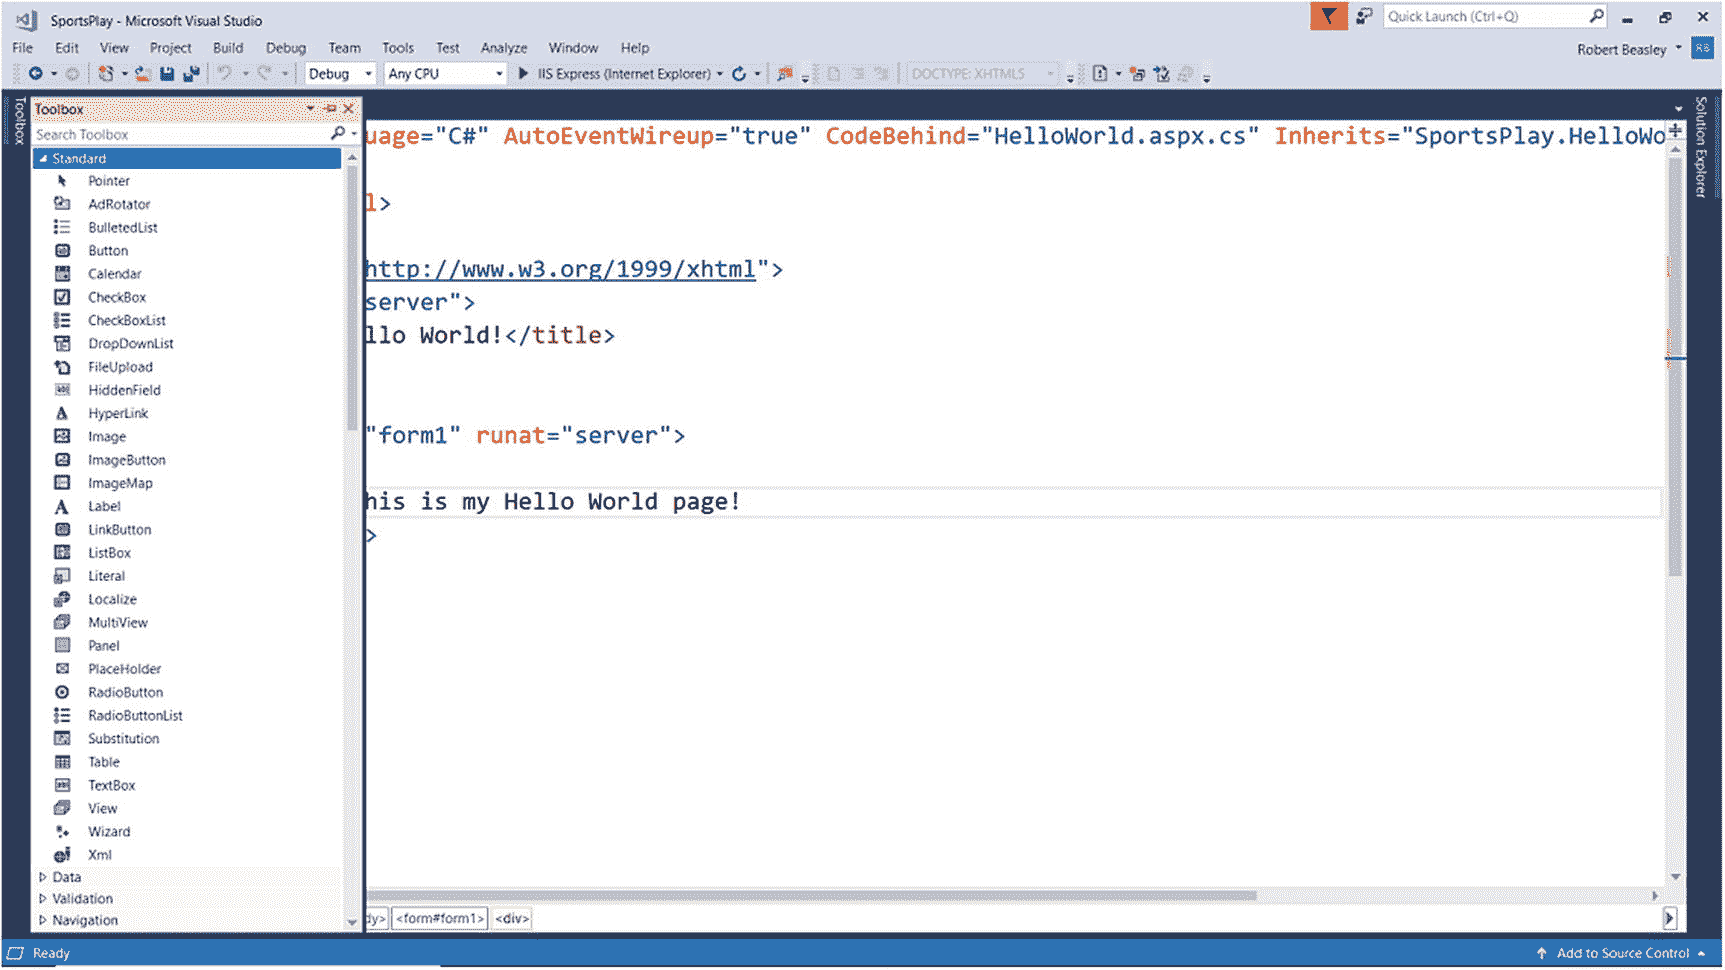 SportsPlay - Microsoft Visual Studio
Quick Launch (Ctrl+Q)
File Edit View Project Build Debug Team Tools Test Analyze Window Help
Robert Beasley
RB
Debug Any CPU IIS Express (Internet Explorer) DOCTYPE: XHTML5
Toolbox
Toolbox
Solution Explorer
Search Toolbox
Standard
Pointer
AdRotator
BulletedList
Button
Calendar
CheckBox
CheckBoxList
DropDownList
FileUpload
HiddenField
HyperLink
Image
ImageButton
ImageMap
Label
LinkButton
ListBox
Literal
Localize
MultiView
Panel
PlaceHolder
RadioButton
RadioButtonList
Substitution
Table
TextBox
View
Wizard
Xml
Data
Validation
Navigation
uage="C#" AutoEventWireup="true" CodeBehind="HelloWorld.aspx.cs" Inherits="SportsPlay.HelloWo
l>
http://www.w3.org/1999/xhtml">
server">
llo World!</title>
"form1" runat="server">
his is my Hello World page!
>
dy> <form#form1> <div>
Ready
Add to Source Control